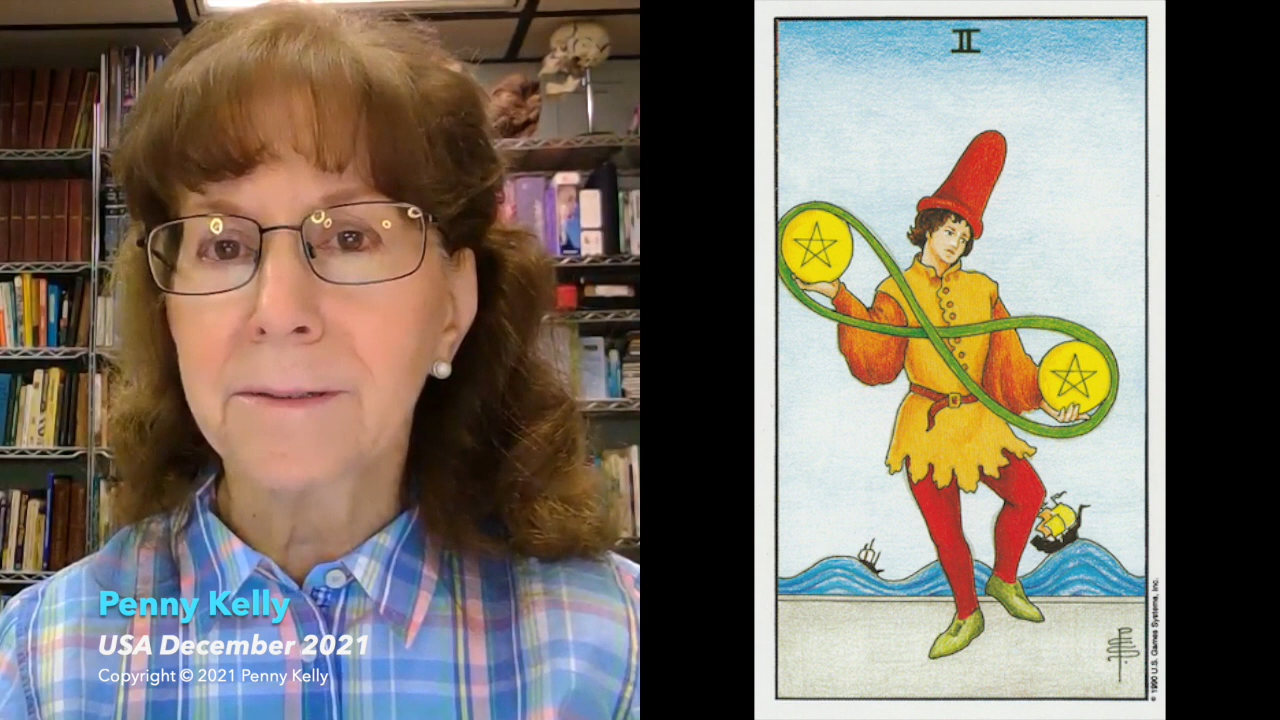 Penny Kelly
USA December 2021
Copyright © 2021 Penny Kelly
II
© 1990 U.S. Games Systems, Inc.